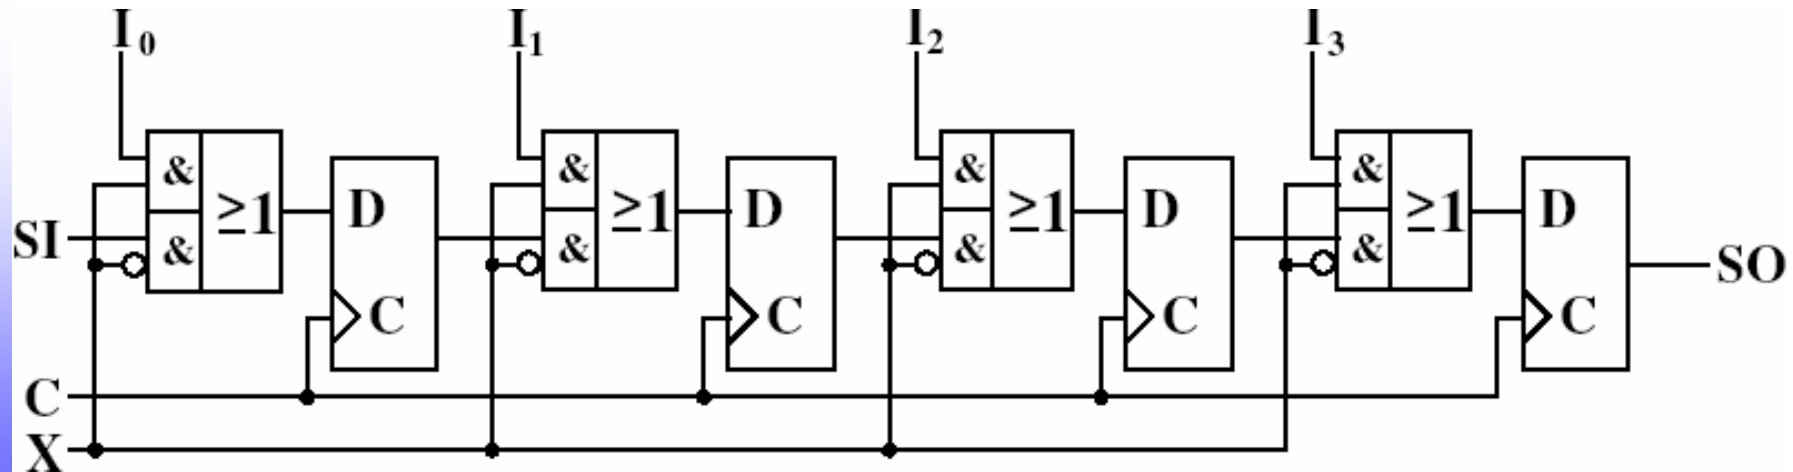 I0 I1 I2 I3
& & & &
≥1 D ≥1 D ≥1 D ≥1 D
SI & & & & SO
C C C C
C
X